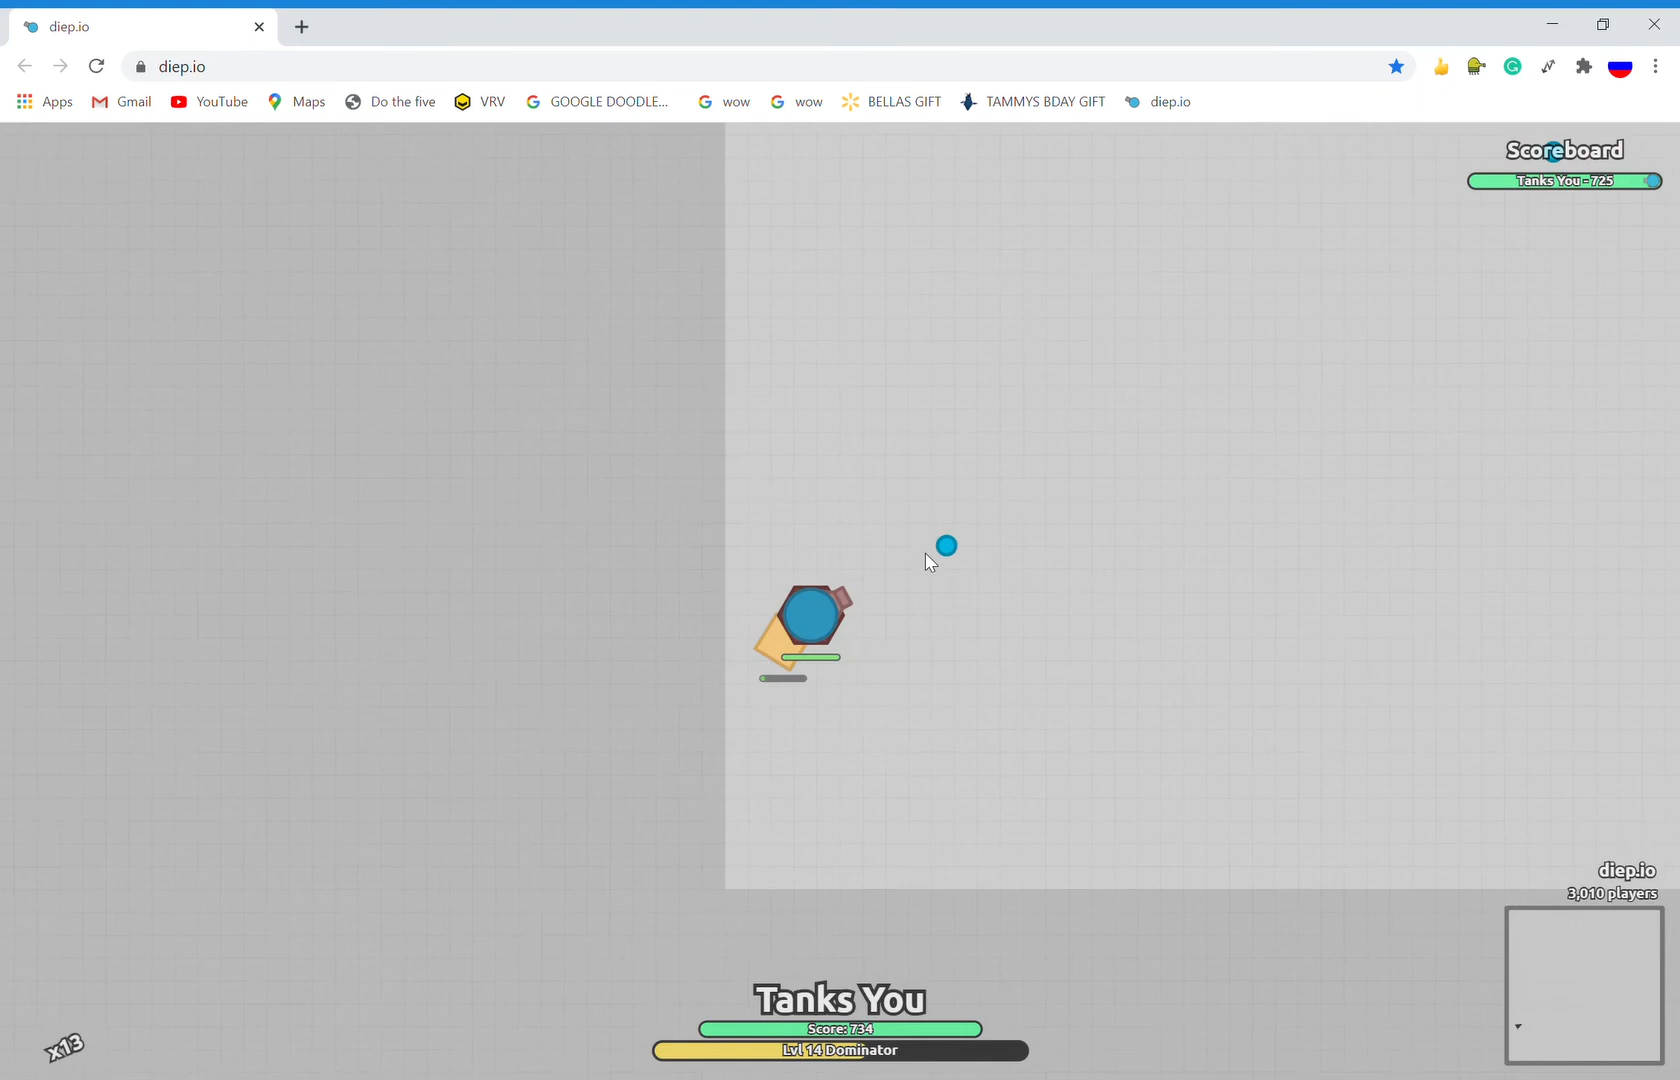 diep.io
diep.io
Apps Gmail YouTube Maps Do the five VRV GOOGLE DOODLE... wow wow BELLAS GIFT TAMMYS BDAY GIFT diep.io
Scoreboard
Tanks You - 725
diep.io
3,010 players
Tanks You
Score: 734
Lvl 14 Dominator
x13